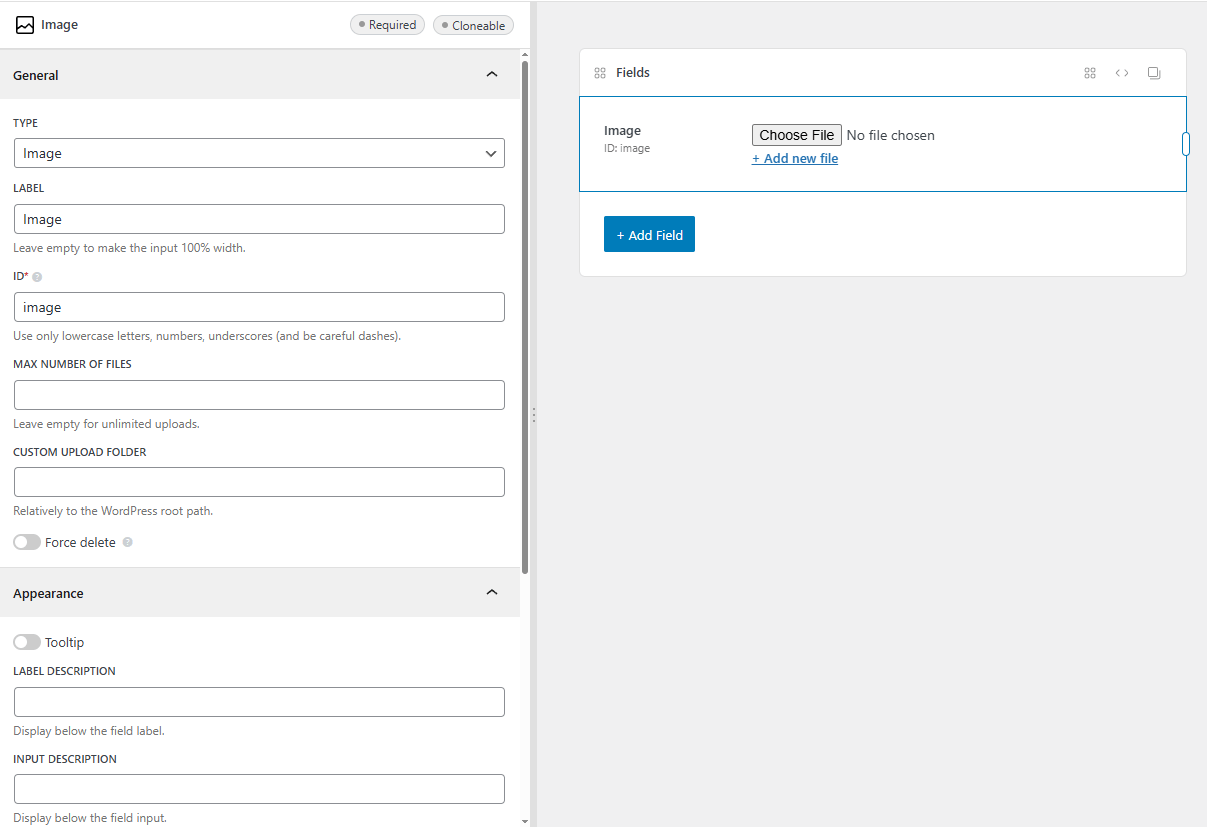 Image
Required
Cloneable
General
TYPE
Image
LABEL
Image
Leave empty to make the input 100% width.
ID*
image
Use only lowercase letters, numbers, underscores (and be careful dashes).
MAX NUMBER OF FILES
Leave empty for unlimited uploads.
CUSTOM UPLOAD FOLDER
Relatively to the WordPress root path.
Force delete
Appearance
Tooltip
LABEL DESCRIPTION
Display below the field label.
INPUT DESCRIPTION
Display below the field input.
Fields
Image
ID: image
Choose File No file chosen
+ Add new file
+ Add Field